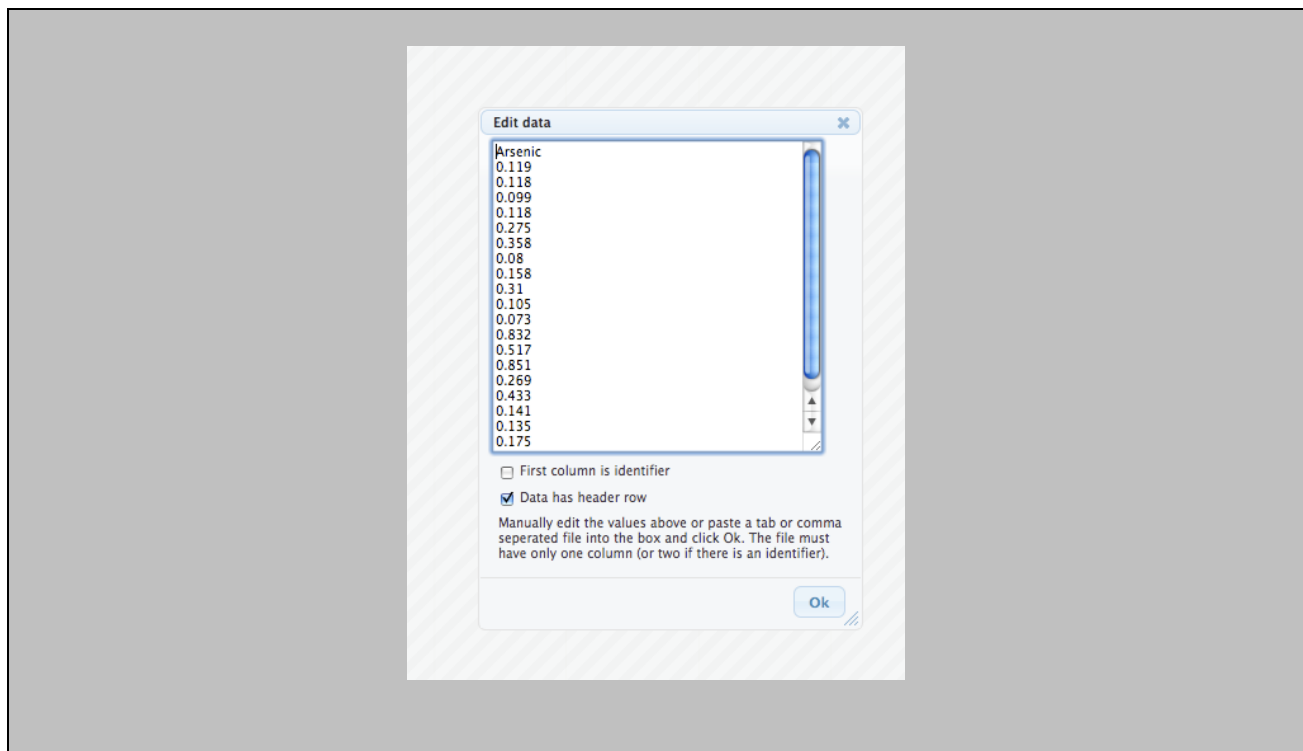 Edit data
Arsenic
0.119
0.118
0.099
0.118
0.275
0.358
0.08
0.158
0.31
0.105
0.073
0.832
0.517
0.851
0.269
0.433
0.141
0.135
0.175
First column is identifier
Data has header row
Manually edit the values above or paste a tab or comma
seperated file into the box and click Ok. The file must
have only one column (or two if there is an identifier).
Ok